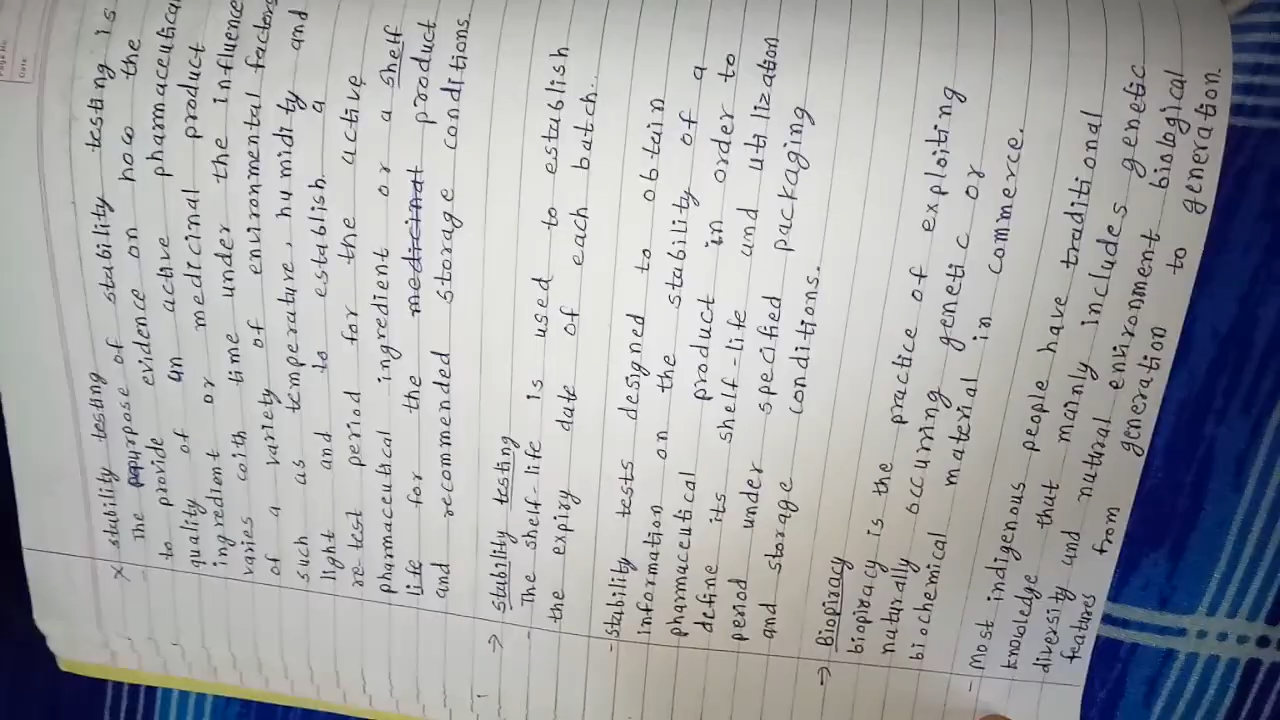 Page No.
Date
x stability testing of stability testing is
- The purpose evidence on how the
to provide an active pharmaceutical
quality of or medicinal product
ingredient time under the influence
varies with of environmental factors
of a variety temperature, humidity and
such as to establish a
light and for the active
re-test period ingredient or a shelf
pharmaceutical the medicinal product
life for storage conditions
and recommended
→ stability testing
- The shelf-life is used to establish
the expiry date of each batch..
- stability tests designed to obtain
information on the stability of a
pharmaceutical product in order to
define its shelf-life and utilization
period under specified packaging
and storage conditions.
→ Biopiracy
biopiracy is the practice of exploiting
naturally occurring genetic or
biochemical material in commerce.
- Most indigenous people have traditional
knowledge that mainly includes genetic
diversity and natural environment biological
features from generation to generation.